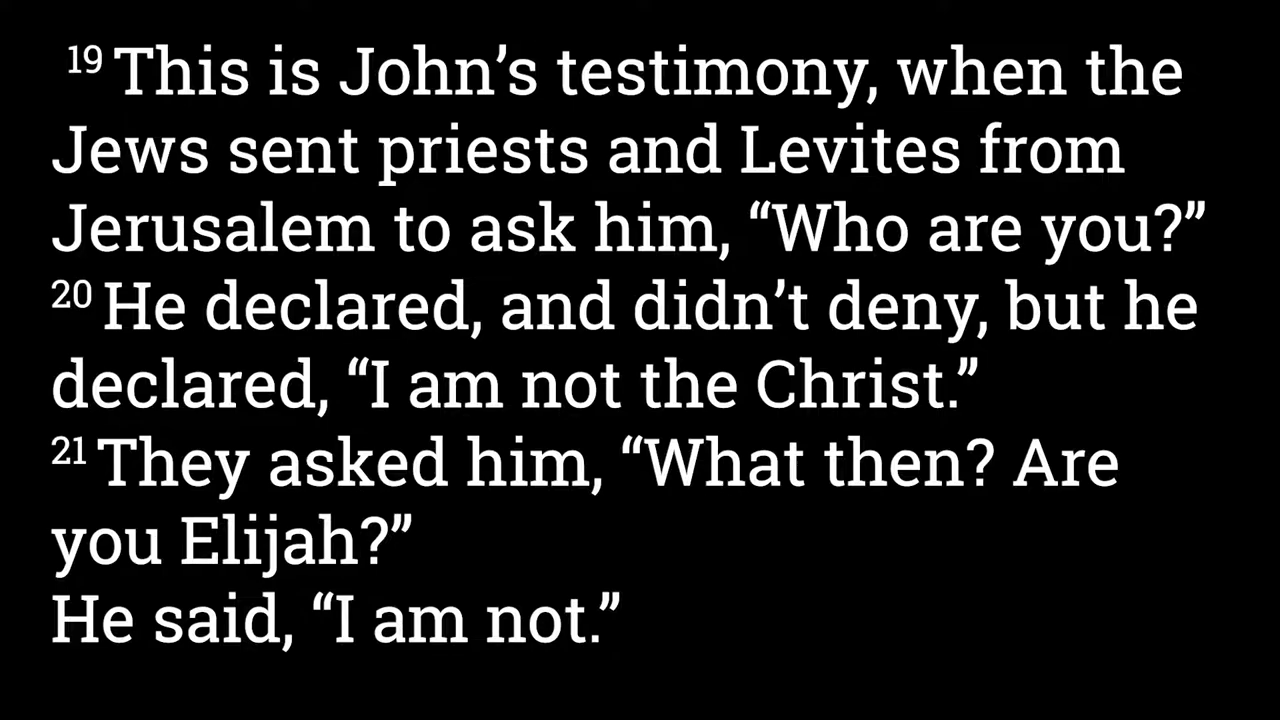 19 This is John’s testimony, when the
Jews sent priests and Levites from
Jerusalem to ask him, “Who are you?”
20 He declared, and didn’t deny, but he
declared, “I am not the Christ.”
21 They asked him, “What then? Are
you Elijah?”
He said, “I am not.”